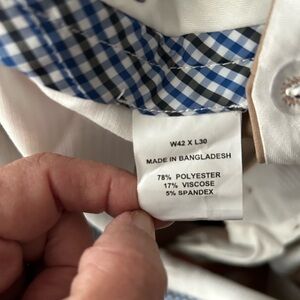 W42 X L30
MADE IN BANGLADESH
78% POLYESTER
17% VISCOSE
5% SPANDEX